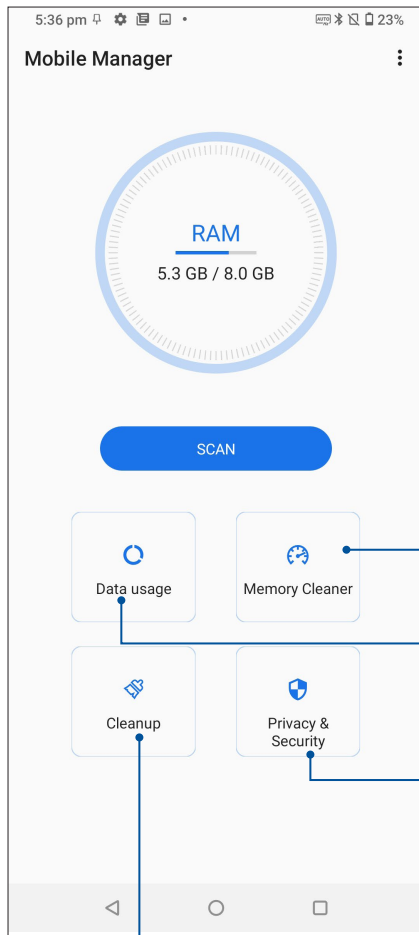 5:36 pm 23%
Mobile Manager
RAM
5.3 GB / 8.0 GB
SCAN
Data usage
Memory Cleaner
Cleanup
Privacy &
Security